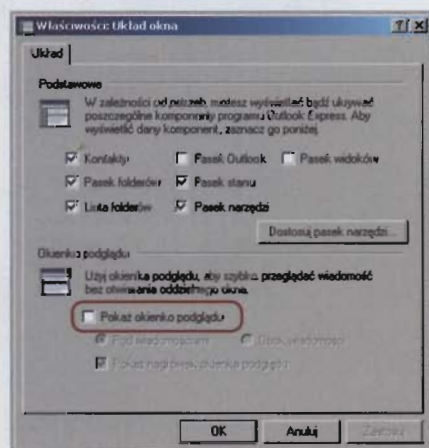 Właściwości: Układ okna
Układ
Podstawowe
W zależności od potrzeb, możesz wyświetlać bądź ukrywać
poszczególne komponenty programu Outlook Express. Aby
wyświetlić dany komponent, zaznacz go poniżej.
Kontakty Pasek Outlook Pasek widoków
Pasek folderów Pasek stanu
Lista folderów Pasek narzędzi
Dostosuj pasek narzędzi...
Okienko podglądu
Użyj okienka podglądu, aby szybko przeglądać wiadomość
bez otwierania oddzielnego okna.
Pokaż okienko podglądu
Pod wiadomościami Obok wiadomości
Pokaż nagłówek okienka podglądu
OK Anuluj Zastosuj